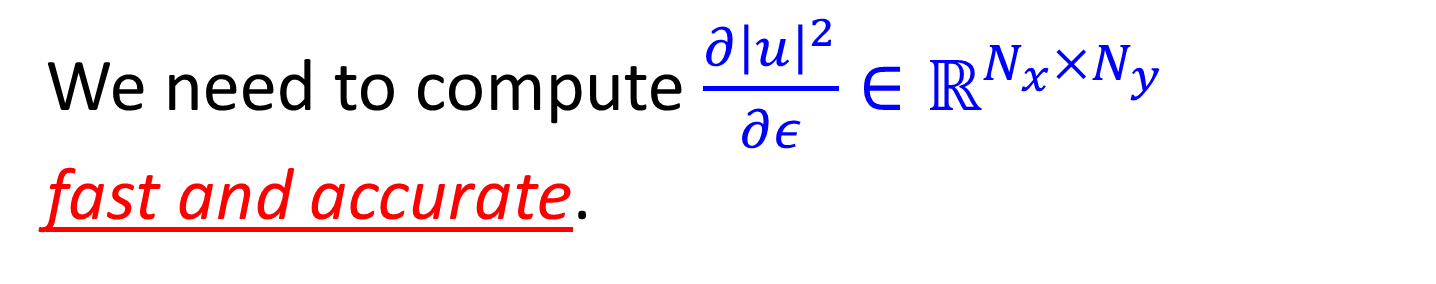 We need to compute ∂|u|²/∂ϵ ∈ ℝ^{N_x×N_y}
fast and accurate.